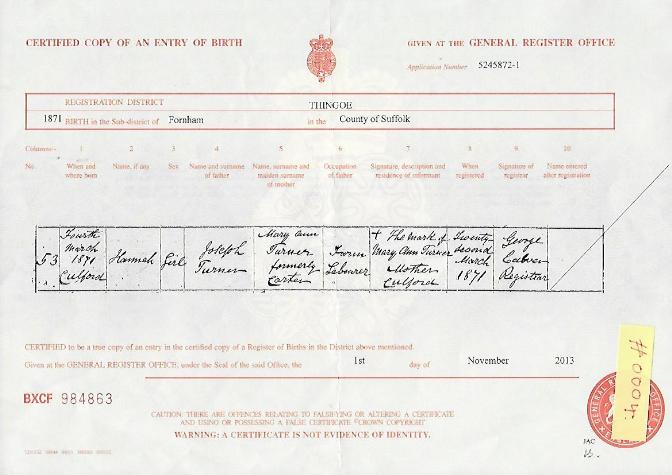 CERTIFIED COPY OF AN ENTRY OF BIRTH
GIVEN AT THE GENERAL REGISTER OFFICE
Application Number 5245872-1
REGISTRATION DISTRICT THINGOE
1871 BIRTH in the Sub-district of Fornham in the County of Suffolk
Columns:- 1 2 3 4 5 6 7 8 9 10
No. When and where born Name, if any Sex Name and surname of father Name, surname and maiden surname of mother Occupation of father Signature, description and residence of informant When registered Signature of registrar Name entered after registration
53 Fourth March 1871 Culford Hannah Girl Joseph Turner Mary Ann Turner formerly Carter Farm Labourer + The mark of Mary Ann Turner Mother Culford Twenty second March 1871 George Registrar
CERTIFIED to be a true copy of an entry in the certified copy of a Register of Births in the District above mentioned.
Given at the GENERAL REGISTER OFFICE, under the Seal of the said Office, the 1st day of November 2013
BXCF 984863
CAUTION: THERE ARE OFFENCES RELATING TO FALSIFYING OR ALTERING A CERTIFICATE
AND USING OR POSSESSING A FALSE CERTIFICATE ©CROWN COPYRIGHT
WARNING: A CERTIFICATE IS NOT EVIDENCE OF IDENTITY.
#004
GENERAL REGISTER OFFICE
JAC